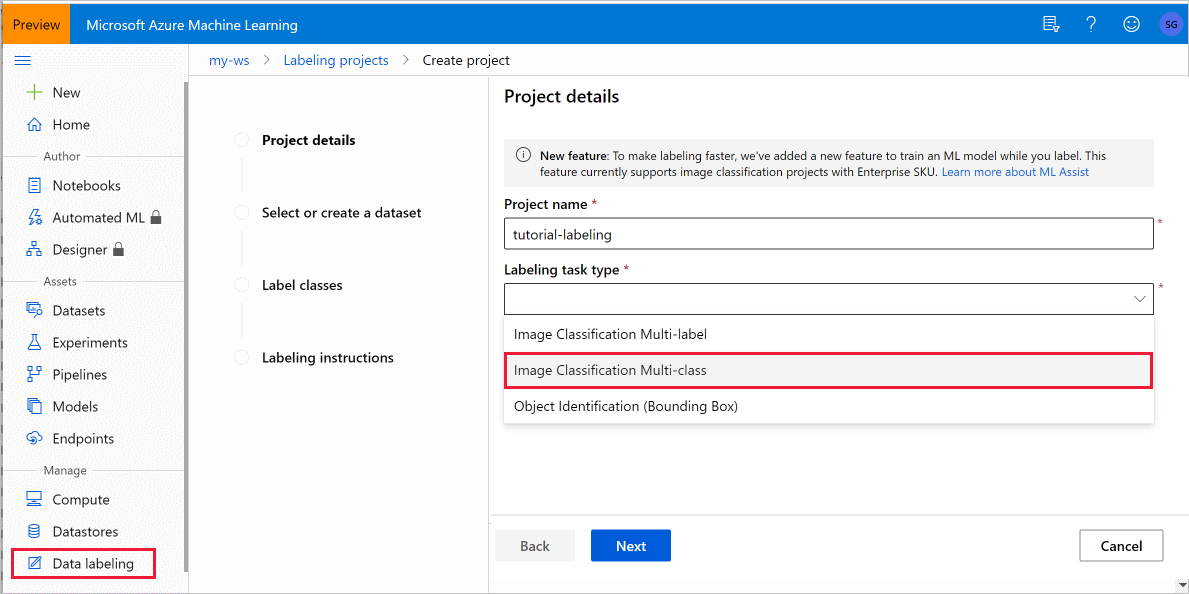 Preview
Microsoft Azure Machine Learning
SG
my-ws > Labeling projects > Create project
New
Home
Author
Notebooks
Automated ML
Designer
Assets
Datasets
Experiments
Pipelines
Models
Endpoints
Manage
Compute
Datastores
Data labeling
Project details
Select or create a dataset
Label classes
Labeling instructions
Project details
New feature: To make labeling faster, we've added a new feature to train an ML model while you label. This
feature currently supports image classification projects with Enterprise SKU. Learn more about ML Assist
Project name *
tutorial-labeling *
Labeling task type *
*
Image Classification Multi-label
Image Classification Multi-class
Object Identification (Bounding Box)
Back
Next
Cancel